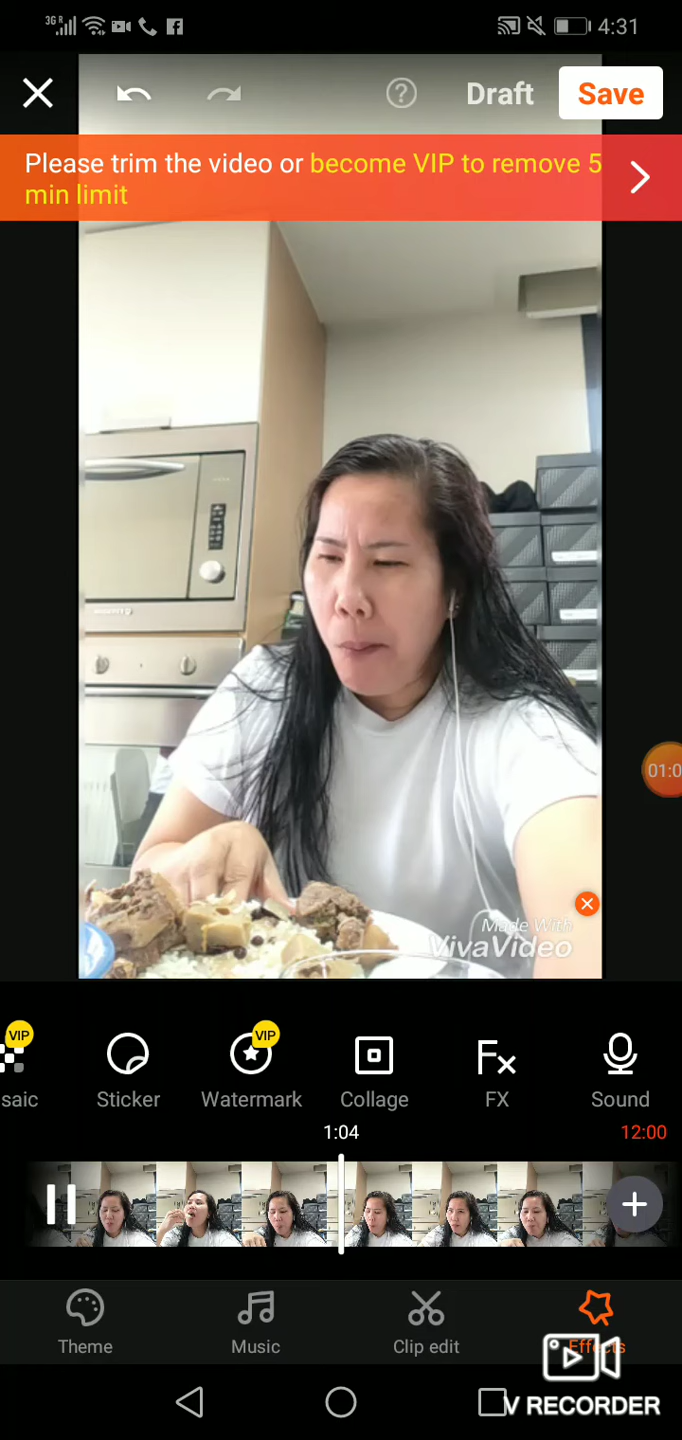 3G R
4:31
Draft
Save
Please trim the video or become VIP to remove 5
min limit
01:0
Made With
VivaVideo
VIP
VIP
saic
Sticker
Watermark
Collage
FX
Sound
1:04
12:00
Theme
Music
Clip edit
Effects
V RECORDER